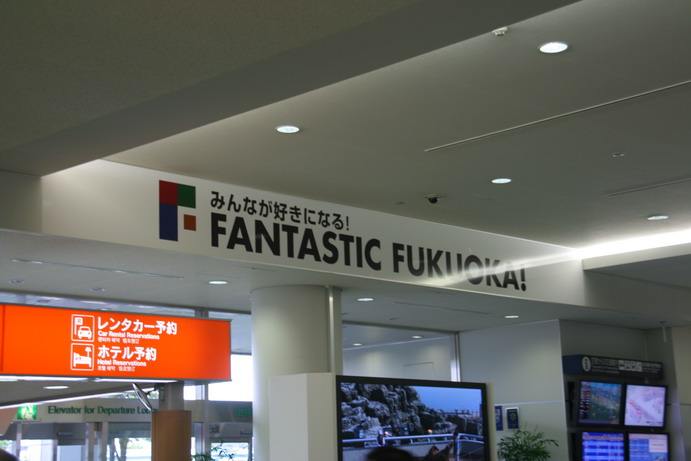 みんなが好きになる!
FANTASTIC FUKUOKA!
レンタカー予約
Car Rental Reservations
ホテル予約
Hotel Reservations
Elevator for Departure